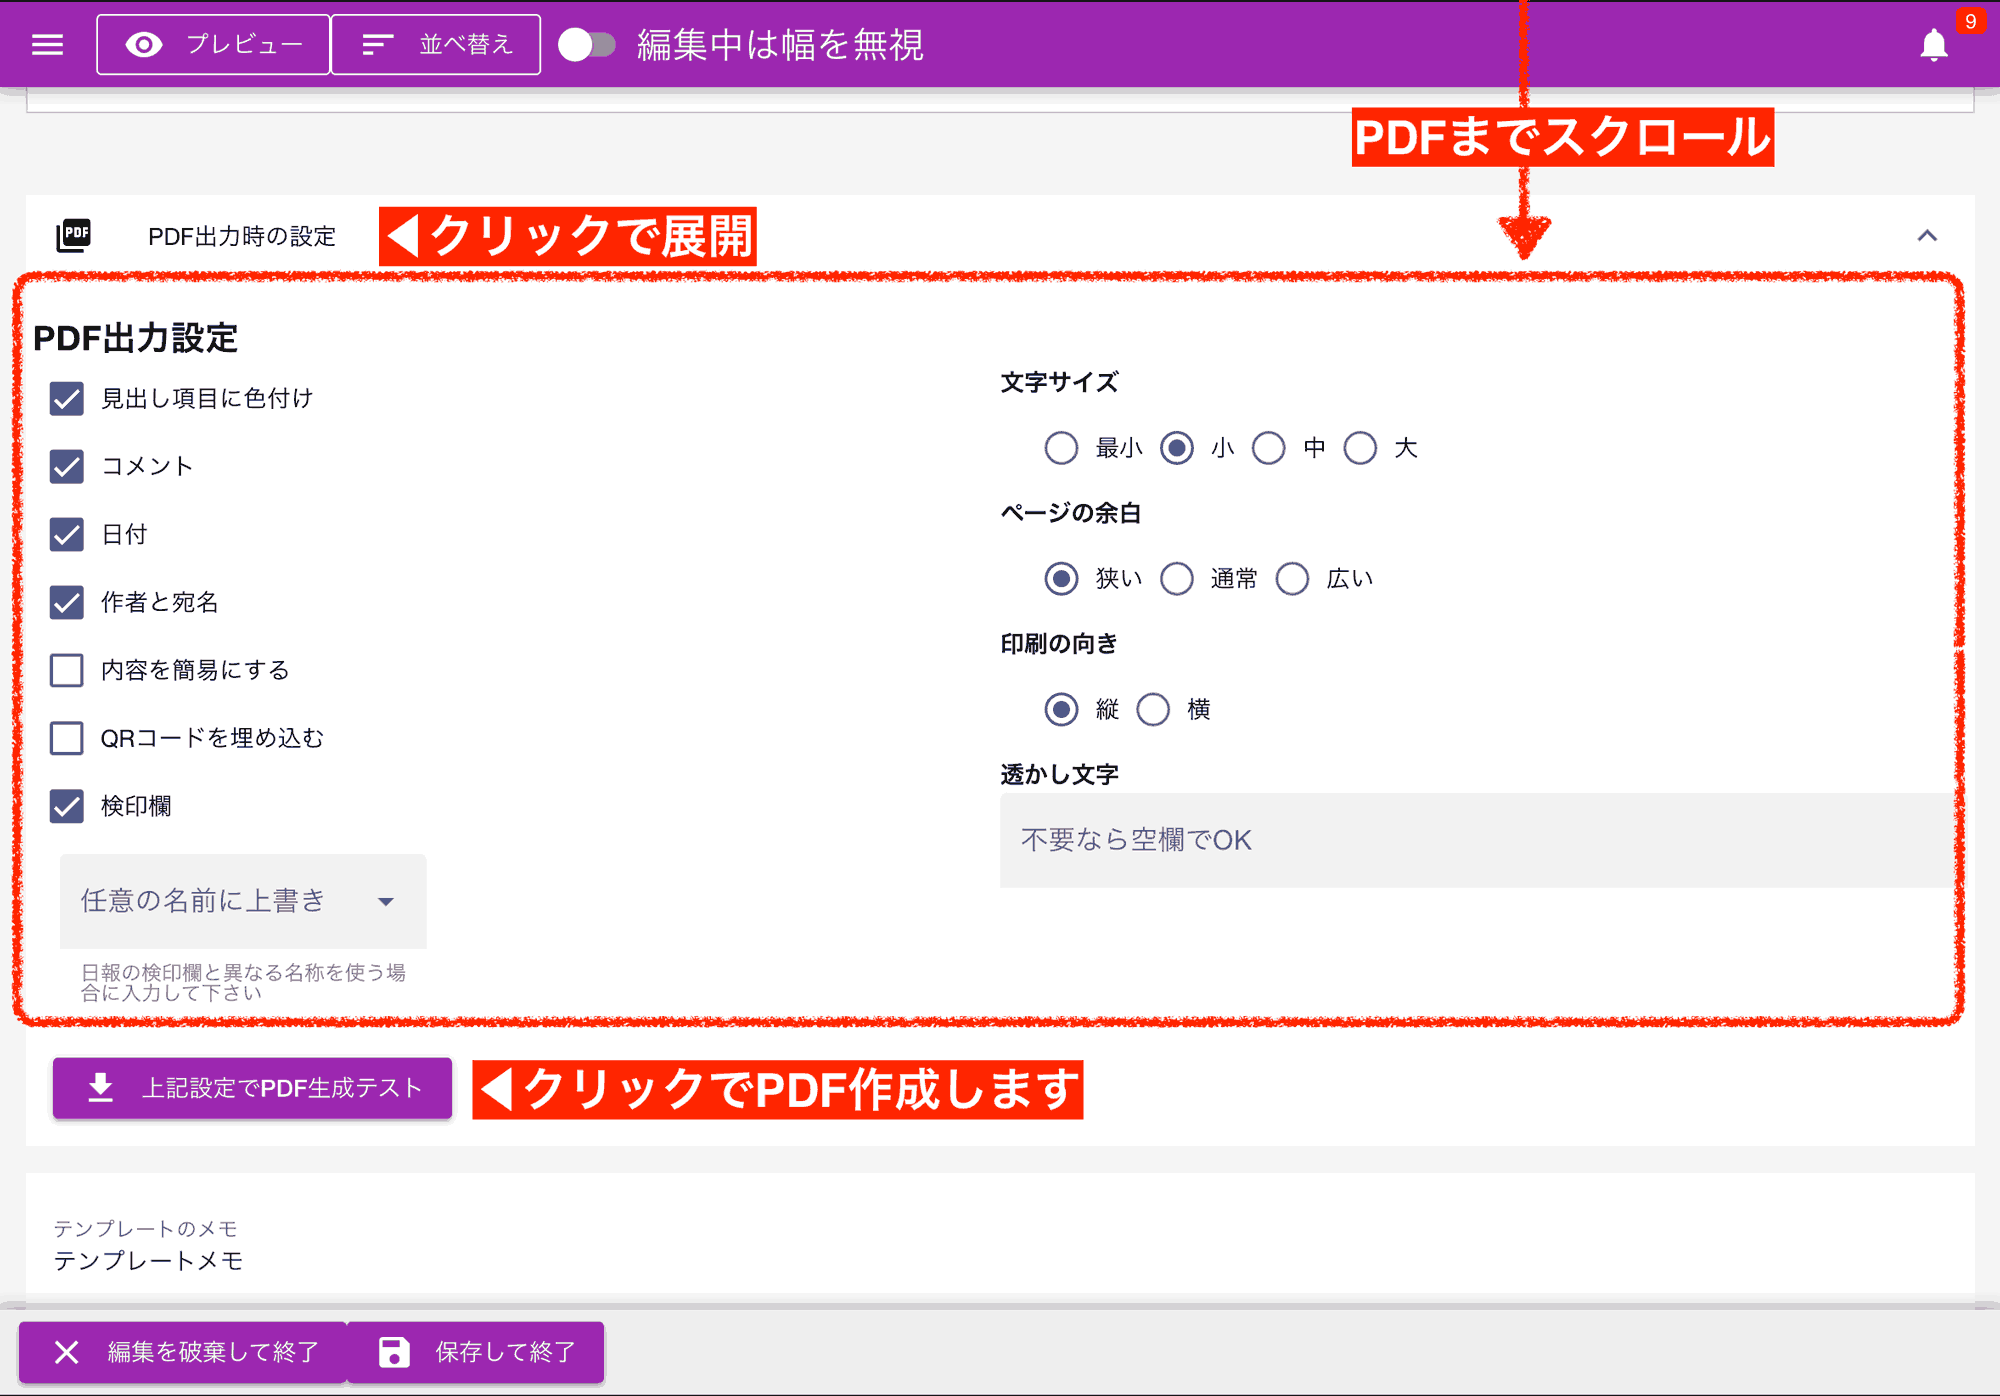 プレビュー
並べ替え
編集中は幅を無視
9
PDFまでスクロール
PDF
PDF出力時の設定
◀クリックで展開
PDF出力設定
見出し項目に色付け
コメント
日付
作者と宛名
内容を簡易にする
QRコードを埋め込む
検印欄
任意の名前に上書き
日報の検印欄と異なる名称を使う場
合に入力して下さい
文字サイズ
最小 小 中 大
ページの余白
狭い 通常 広い
印刷の向き
縦 横
透かし文字
不要なら空欄でOK
上記設定でPDF生成テスト
◀クリックでPDF作成します
テンプレートのメモ
テンプレートメモ
編集を破棄して終了
保存して終了